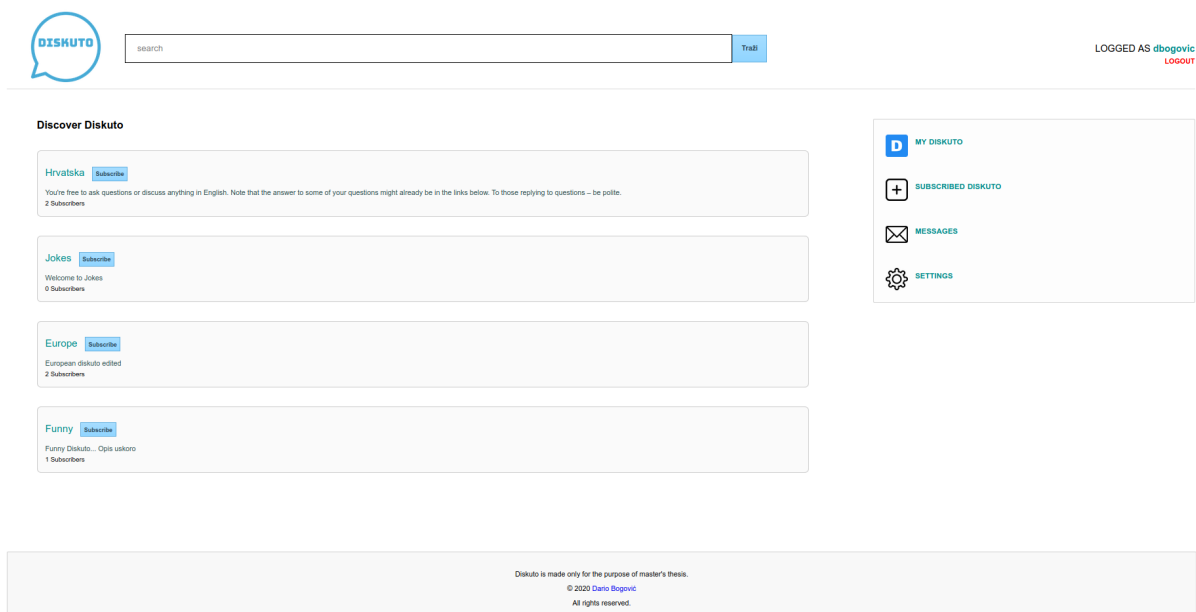 DISKUTO
search
Traži
LOGGED AS dbogovic
LOGOUT
Discover Diskuto
Hrvatska Subscribe
You're free to ask questions or discuss anything in English. Note that the answer to some of your questions might already be in the links below. To those replying to questions – be polite.
2 Subscribers
Jokes Subscribe
Welcome to Jokes
0 Subscribers
Europe Subscribe
European diskuto edited
2 Subscribers
Funny Subscribe
Funny Diskuto... Opis uskoro
1 Subscribers
D MY DISKUTO
SUBSCRIBED DISKUTO
MESSAGES
SETTINGS
Diskuto is made only for the purpose of master's thesis.
© 2020 Dario Bogović
All rights reserved.